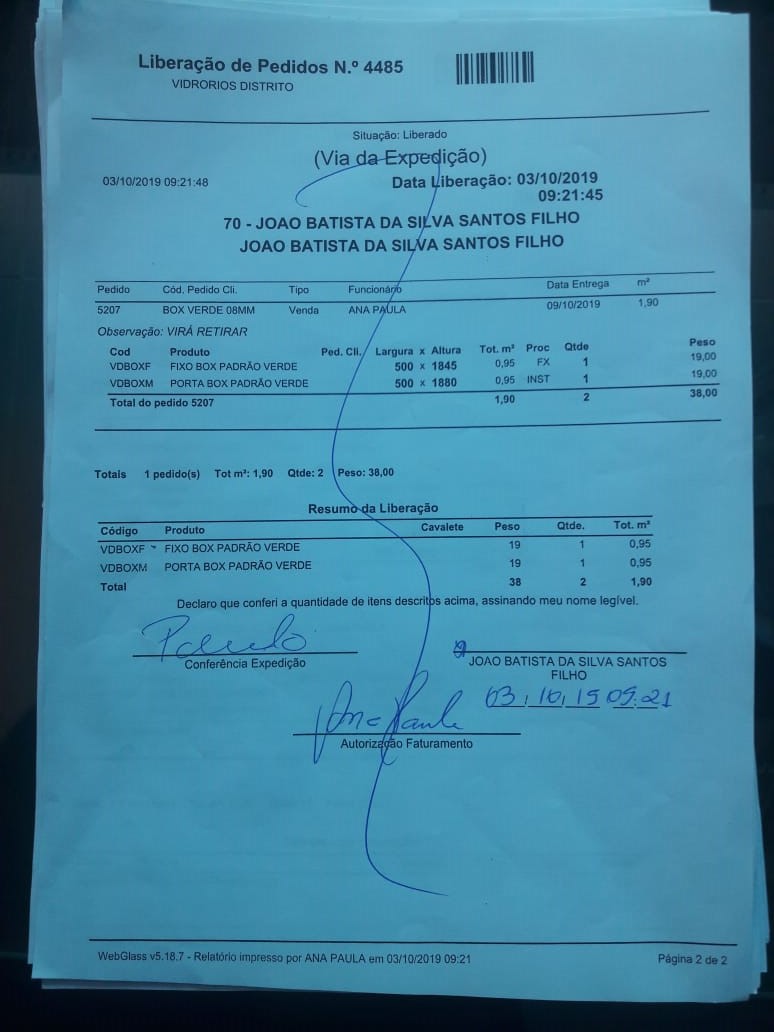 Liberação de Pedidos N.º 4485
VIDRORIOS DISTRITO
Situação: Liberado
(Via da Expedição)
03/10/2019 09:21:48 Data Liberação: 03/10/2019
09:21:45
70 - JOAO BATISTA DA SILVA SANTOS FILHO
JOAO BATISTA DA SILVA SANTOS FILHO
Pedido Cód. Pedido Cli. Tipo Funcionário Data Entrega m²
5207 BOX VERDE 08MM Venda ANA PAULA 09/10/2019 1,90
Observação: VIRÁ RETIRAR
Cod Produto Ped. Cli. Largura x Altura Tot. m² Proc Qtde Peso
VDBOXF FIXO BOX PADRÃO VERDE 500 x 1845 0,95 FX 1 19,00
VDBOXM PORTA BOX PADRÃO VERDE 500 x 1880 0,95 INST 1 19,00
Total do pedido 5207 1,90 2 38,00
Totais 1 pedido(s) Tot m²: 1,90 Qtde: 2 Peso: 38,00
Resumo da Liberação
Código Produto Cavalete Peso Qtde. Tot. m²
VDBOXF FIXO BOX PADRÃO VERDE 19 1 0,95
VDBOXM PORTA BOX PADRÃO VERDE 19 1 0,95
Total 38 2 1,90
Declaro que conferi a quantidade de itens descritos acima, assinando meu nome legível.
Conferência Expedição
JOAO BATISTA DA SILVA SANTOS
FILHO
03, 10, 19 09:21
Ana Paula
Autorização Faturamento
WebGlass v5.18.7 - Relatório impresso por ANA PAULA em 03/10/2019 09:21 Página 2 de 2